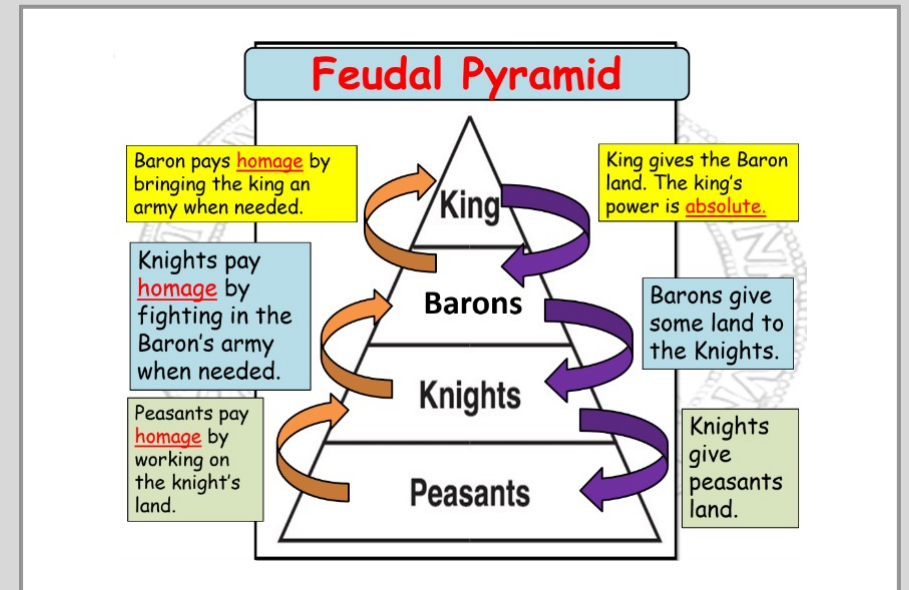 Feudal Pyramid
Baron pays homage by
bringing the king an
army when needed.
King gives the Baron
land. The king's
power is absolute.
King
Knights pay
homage by
fighting in the
Baron's army
when needed.
Barons
Barons give
some land to
the Knights.
Knights
Peasants pay
homage by
working on
the knight's
land.
Knights
give
peasants
land.
Peasants